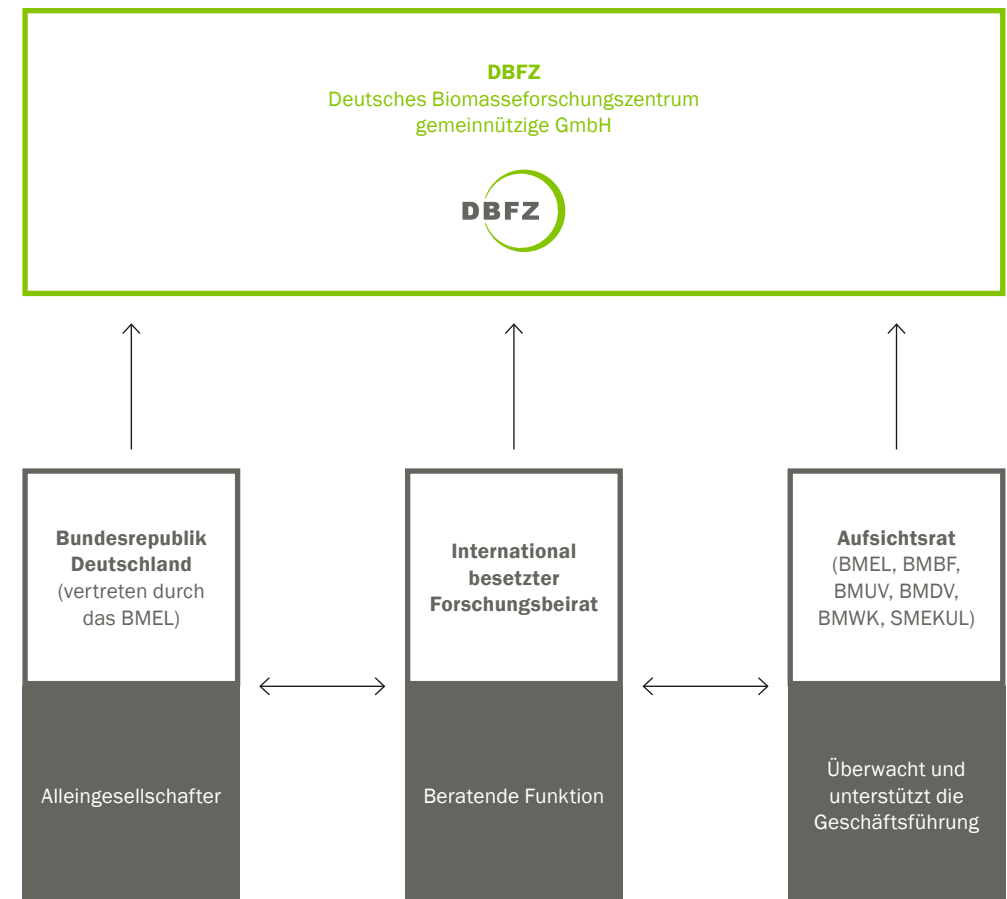 DBFZ
Deutsches Biomasseforschungszentrum
gemeinnützige GmbH
DBFZ
Bundesrepublik
Deutschland
(vertreten durch
das BMEL)
Alleingesellschafter
International
besetzter
Forschungsbeirat
Beratende Funktion
Aufsichtsrat
(BMEL, BMBF,
BMUV, BMDV,
BMWK, SMEKUL)
Überwacht und
unterstützt die
Geschäftsführung